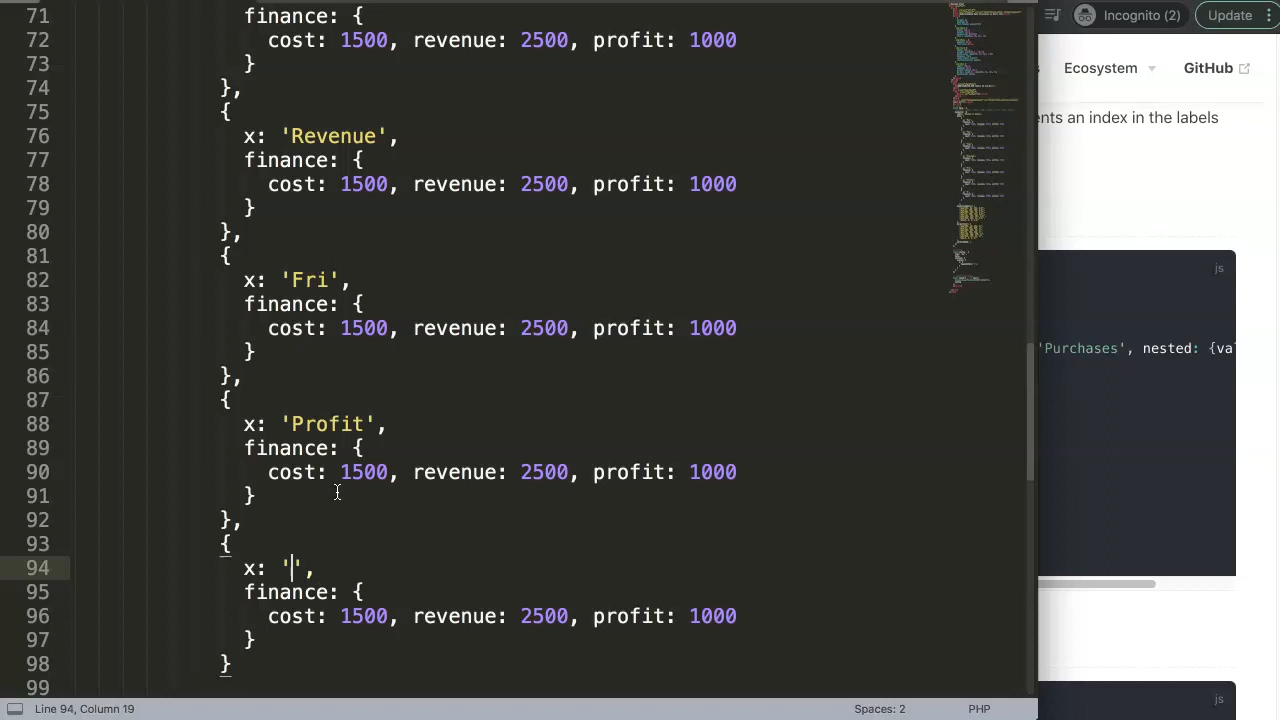 71 finance: {
72 cost: 1500, revenue: 2500, profit: 1000
73 }
74 },
75 {
76 x: 'Revenue',
77 finance: {
78 cost: 1500, revenue: 2500, profit: 1000
79 }
80 },
81 {
82 x: 'Fri',
83 finance: {
84 cost: 1500, revenue: 2500, profit: 1000
85 }
86 },
87 {
88 x: 'Profit',
89 finance: {
90 cost: 1500, revenue: 2500, profit: 1000
91 }
92 },
93 {
94 x: '',
95 finance: {
96 cost: 1500, revenue: 2500, profit: 1000
97 }
98 }
99
Line 94, Column 19 Spaces: 2 PHP
Incognito (2) Update
Ecosystem GitHub
an index in the labels
js
'Purchases', nested: {va
js